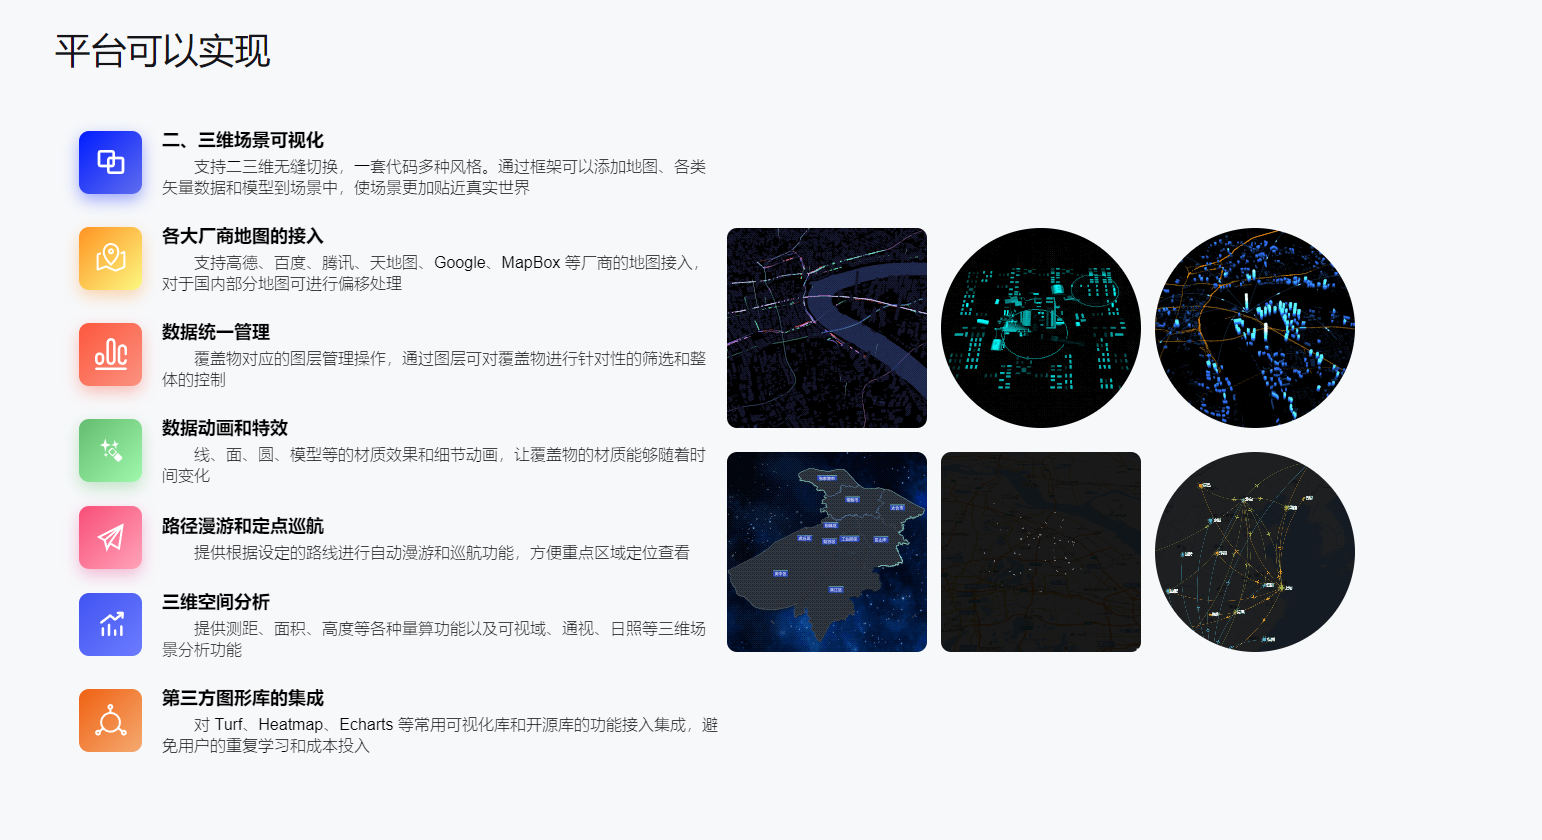 平台可以实现
二、三维场景可视化
支持二三维无缝切换，一套代码多种风格。通过框架可以添加地图、各类
矢量数据和模型到场景中，使场景更加贴近真实世界
各大厂商地图的接入
支持高德、百度、腾讯、天地图、Google、MapBox 等厂商的地图接入，
对于国内部分地图可进行偏移处理
数据统一管理
覆盖物对应的图层管理操作，通过图层可对覆盖物进行针对性的筛选和整
体的控制
数据动画和特效
线、面、圆、模型等的材质效果和细节动画，让覆盖物的材质能够随着时
间变化
路径漫游和定点巡航
提供根据设定的路线进行自动漫游和巡航功能，方便重点区域定位查看
三维空间分析
提供测距、面积、高度等各种量算功能以及可视域、通视、日照等三维场
景分析功能
第三方图形库的集成
对 Turf、Heatmap、Echarts 等常用可视化库和开源库的功能接入集成，避
免用户的重复学习和成本投入